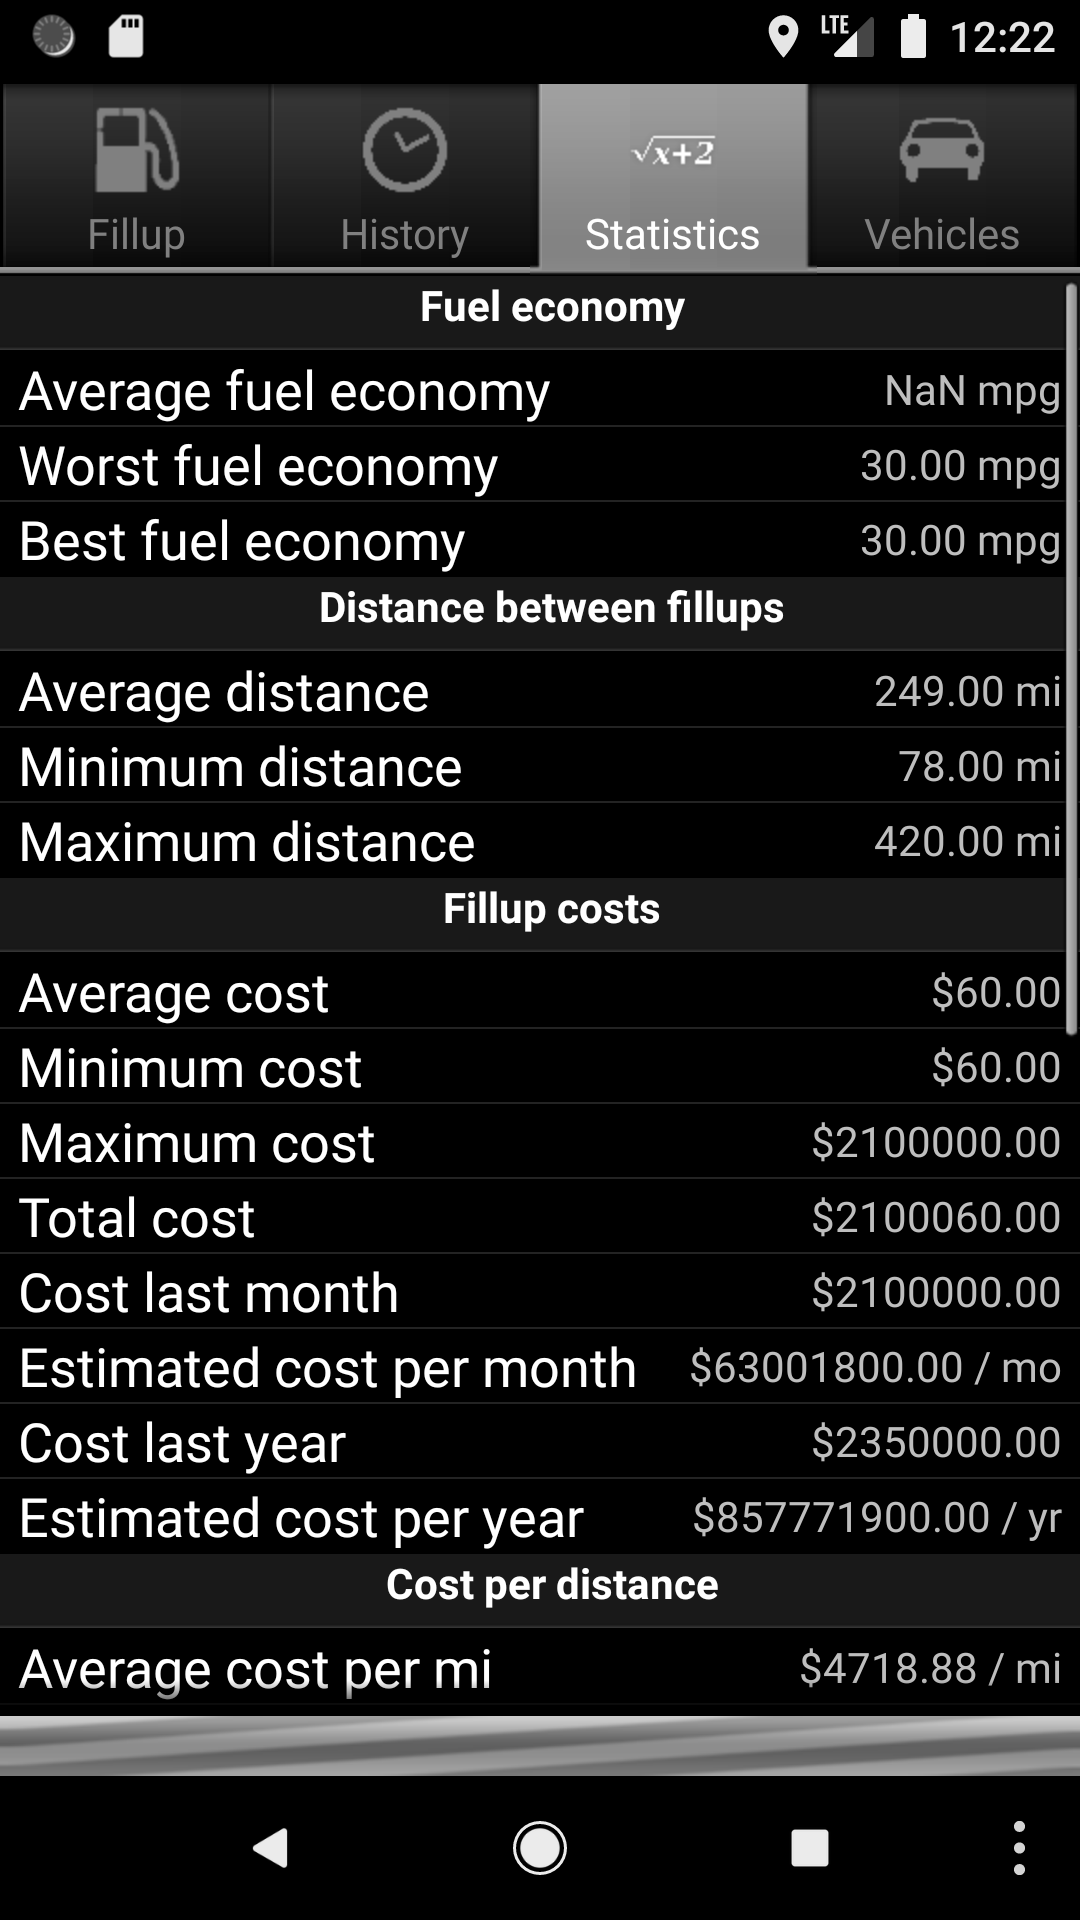 LTE 12:22
√x+2
Fillup History Statistics Vehicles
Fuel economy
Average fuel economy NaN mpg
Worst fuel economy 30.00 mpg
Best fuel economy 30.00 mpg
Distance between fillups
Average distance 249.00 mi
Minimum distance 78.00 mi
Maximum distance 420.00 mi
Fillup costs
Average cost $60.00
Minimum cost $60.00
Maximum cost $2100000.00
Total cost $2100060.00
Cost last month $2100000.00
Estimated cost per month $63001800.00 / mo
Cost last year $2350000.00
Estimated cost per year $857771900.00 / yr
Cost per distance
Average cost per mi $4718.88 / mi